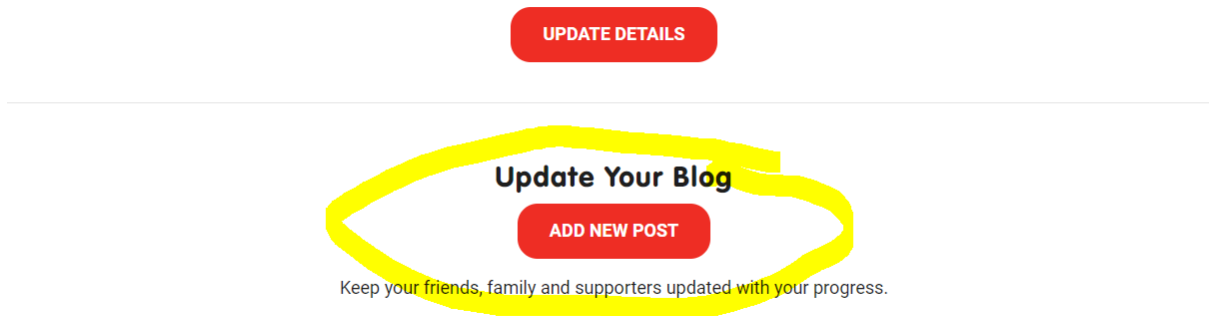 UPDATE DETAILS
Update Your Blog
ADD NEW POST
Keep your friends, family and supporters updated with your progress.